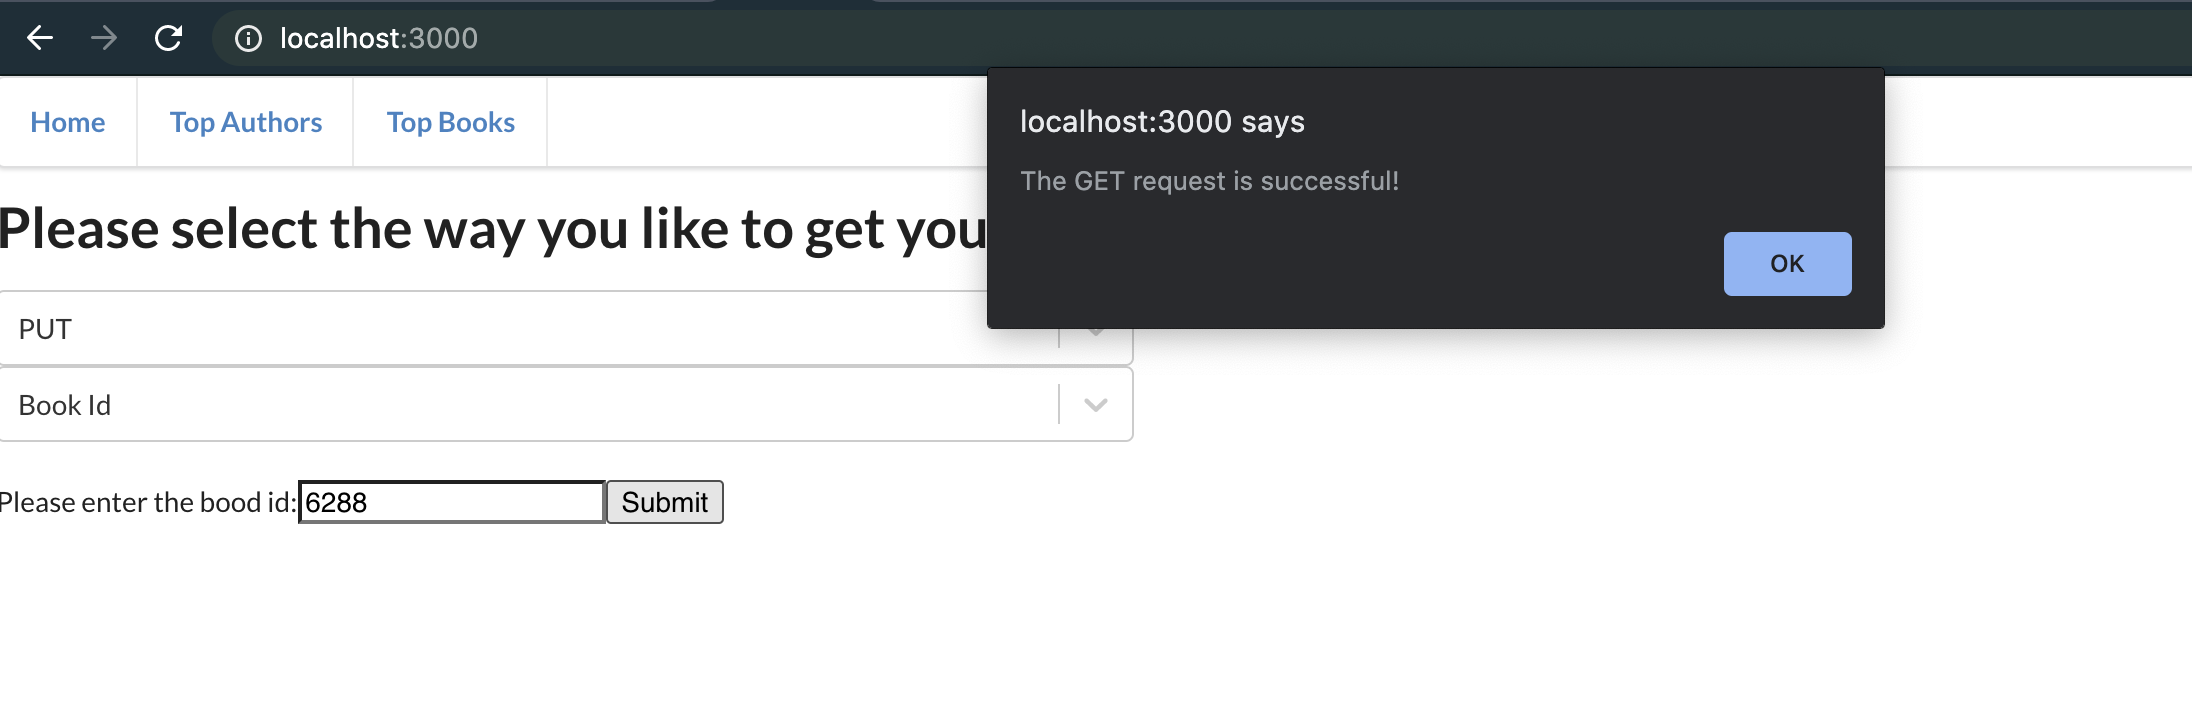 localhost:3000
Home Top Authors Top Books
localhost:3000 says
The GET request is successful!
OK
Please select the way you like to get you
PUT
Book Id
Please enter the bood id: 6288 Submit